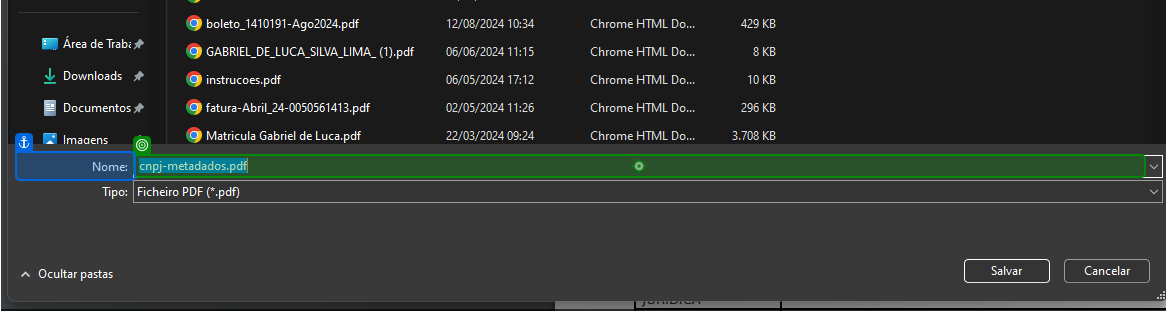 boleto_1410191-Ago2024.pdf 12/08/2024 10:34 Chrome HTML Do... 429 KB
Área de Traba GABRIEL_DE_LUCA_SILVA_LIMA_ (1).pdf 06/06/2024 11:15 Chrome HTML Do... 8 KB
Downloads instrucoes.pdf 06/05/2024 17:12 Chrome HTML Do... 10 KB
Documentos fatura-Abril_24-0050561413.pdf 02/05/2024 11:26 Chrome HTML Do... 296 KB
Imagens Matricula Gabriel de Luca.pdf 22/03/2024 09:24 Chrome HTML Do... 3.708 KB
Nome: cnpj-metadados.pdf
Tipo: Ficheiro PDF (*.pdf)
Ocultar pastas Salvar Cancelar
JURÍDICA